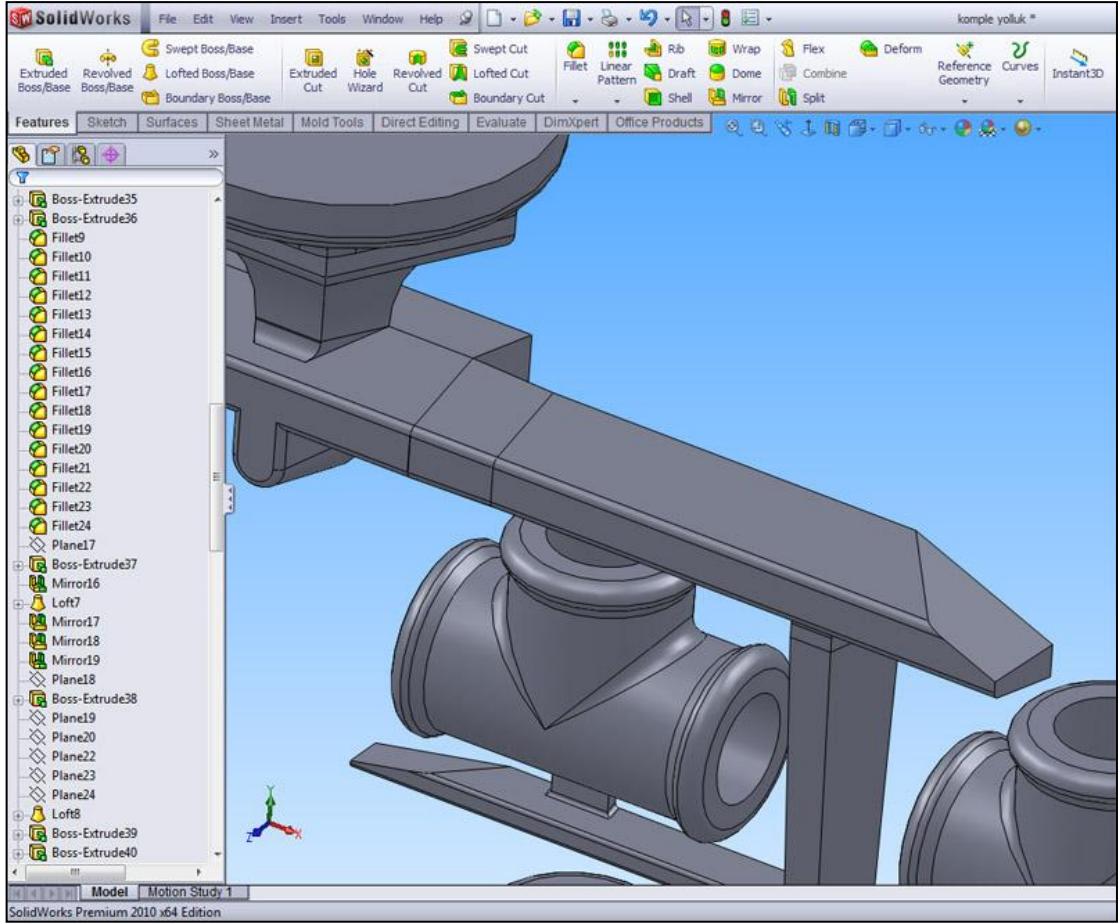 SolidWorks File Edit View Insert Tools Window Help komple yolluk *
Extruded Boss/Base Revolved Boss/Base Swept Boss/Base Lofted Boss/Base Boundary Boss/Base Extruded Cut Hole Wizard Revolved Cut Swept Cut Lofted Cut Boundary Cut Fillet Linear Pattern Rib Draft Shell Wrap Dome Mirror Flex Combine Split Deform Reference Geometry Curves Instant3D
Features Sketch Surfaces Sheet Metal Mold Tools Direct Editing Evaluate DimXpert Office Products
Boss-Extrude35
Boss-Extrude36
Fillet9
Fillet10
Fillet11
Fillet12
Fillet13
Fillet14
Fillet15
Fillet16
Fillet17
Fillet18
Fillet19
Fillet20
Fillet21
Fillet22
Fillet23
Fillet24
Plane17
Boss-Extrude37
Mirror16
Loft7
Mirror17
Mirror18
Mirror19
Plane18
Boss-Extrude38
Plane19
Plane20
Plane22
Plane23
Plane24
Loft8
Boss-Extrude39
Boss-Extrude40
Y
Z X
Model Motion Study 1
SolidWorks Premium 2010 x64 Edition